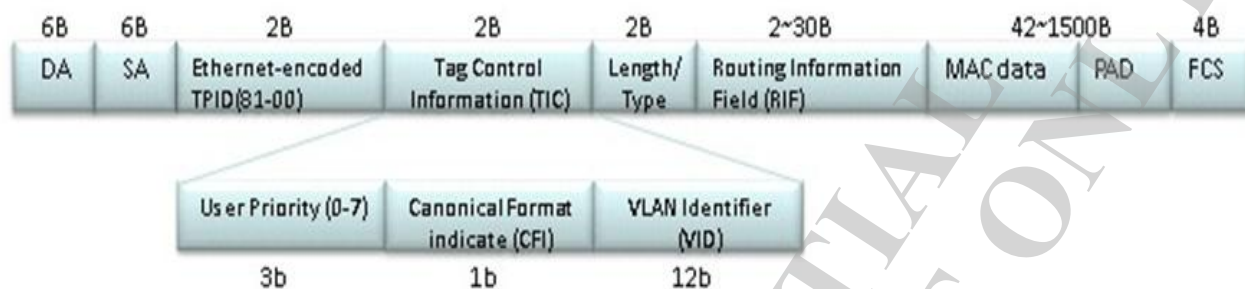 6B 6B 2B 2B 2B 2~30B 42~1500B 4B
DA SA Ethernet-encoded TPID(81-00) Tag Control Information (TIC) Length/ Type Routing Information Field (RIF) MAC data PAD FCS
User Priority (0-7) Canonical Format indicate (CFI) VLAN Identifier (VID)
3b 1b 12b